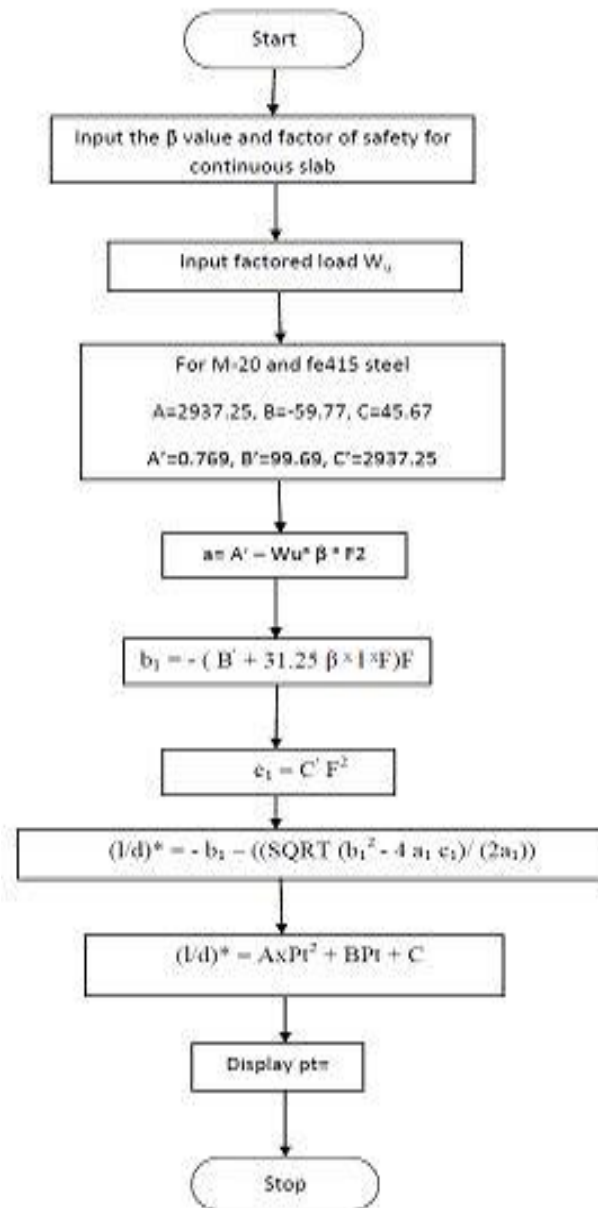 Start
Input the β value and factor of safety for
continuous slab
Input factored load Wᵤ
For M-20 and fe415 steel
A=2937.25, B=-59.77, C=45.67
A'=0.769, B'=99.69, C'=2937.25
a= A' – Wu* β * F2
b₁ = - ( B' + 31.25 β × l ×F)F
c₁ = C' F²
(l/d)* = - b₁ – ((SQRT (b₁² - 4 a₁ c₁)/ (2a₁))
(l/d)* = AxPt² + BPt + C
Display pt=
Stop